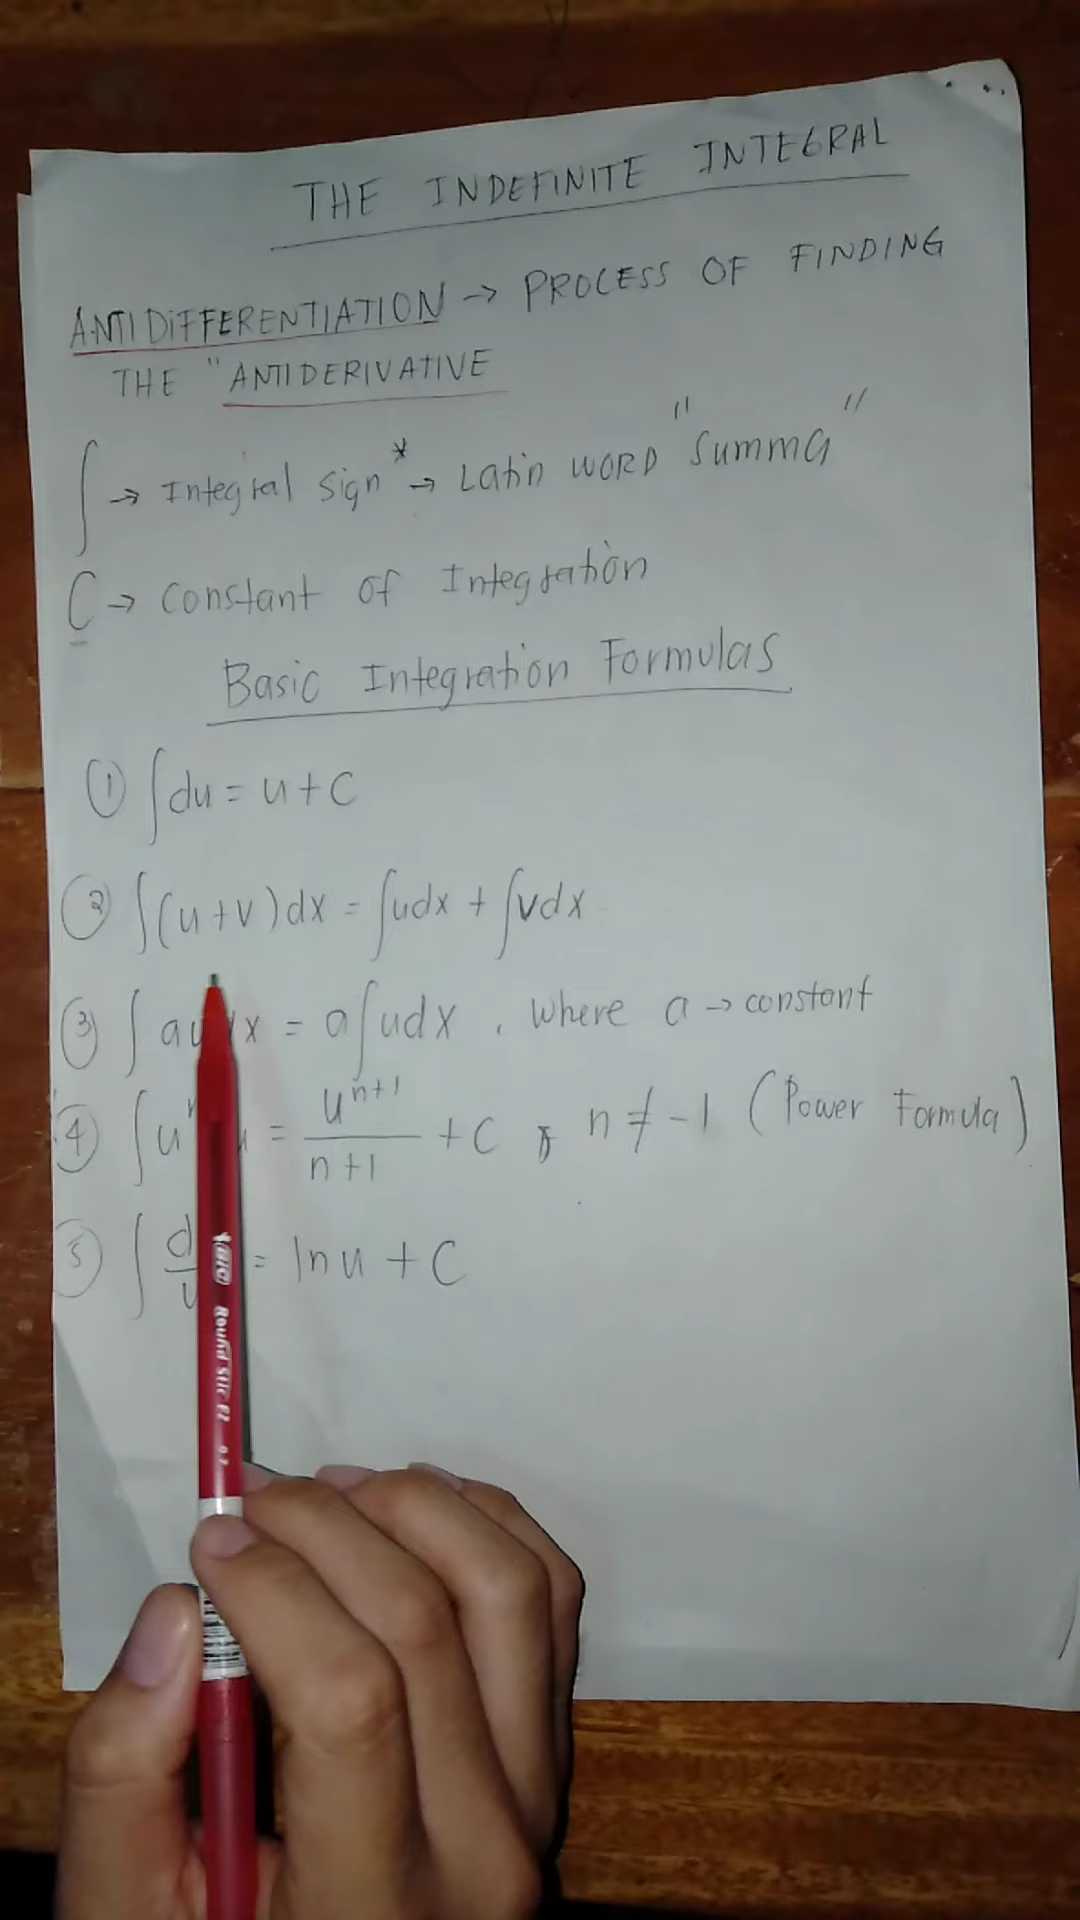 THE INDEFINITE INTEGRAL
ANTIDIFFERENTIATION → PROCESS OF FINDING
THE "ANTIDERIVATIVE
∫ → Integral sign* → Latin WORD "summa"
C → constant of Integration
Basic Integration Formulas
① ∫du = u + C
② ∫(u+v)dx = ∫udx + ∫vdx
③ ∫ a x = a∫udx , where a → constant
④ ∫u = u^(n+1)/(n+1) + C , n ≠ -1 (Power Formula)
⑤ ∫ d = ln u + C
BIC Round Stic